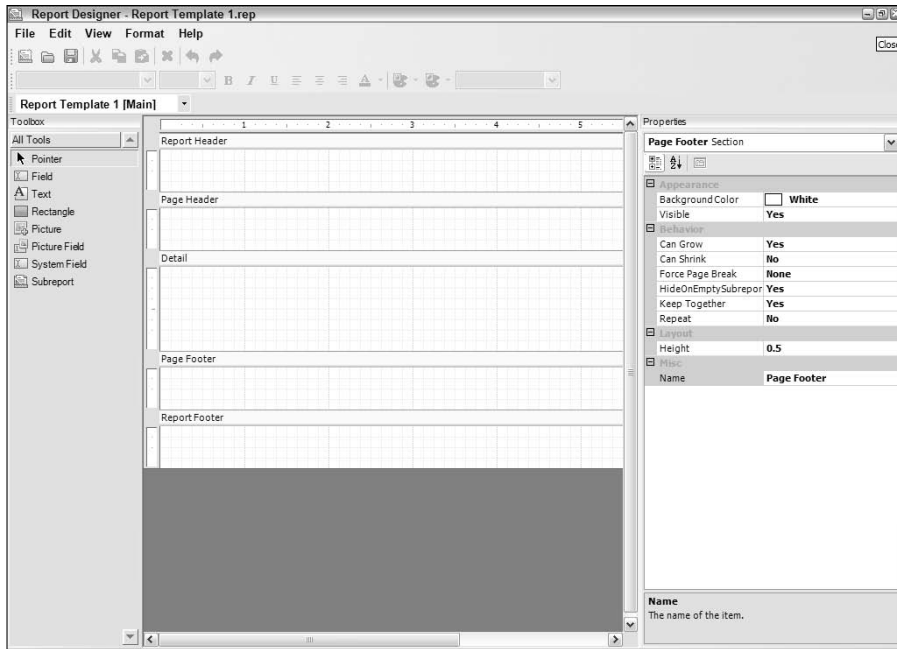 Report Designer - Report Template 1.rep
File Edit View Format Help
Close
B I U A
Report Template 1 [Main]
Toolbox
All Tools
Pointer
Field
Text
Rectangle
Picture
Picture Field
System Field
Subreport
1 2 3 4 5
Report Header
Page Header
Detail
Page Footer
Report Footer
Properties
Page Footer Section
Appearance
BackgroundColor White
Visible Yes
Behavior
Can Grow Yes
Can Shrink No
Force Page Break None
HideOnEmptySubrepor Yes
Keep Together Yes
Repeat No
Layout
Height 0.5
Misc
Name Page Footer
Name
The name of the item.